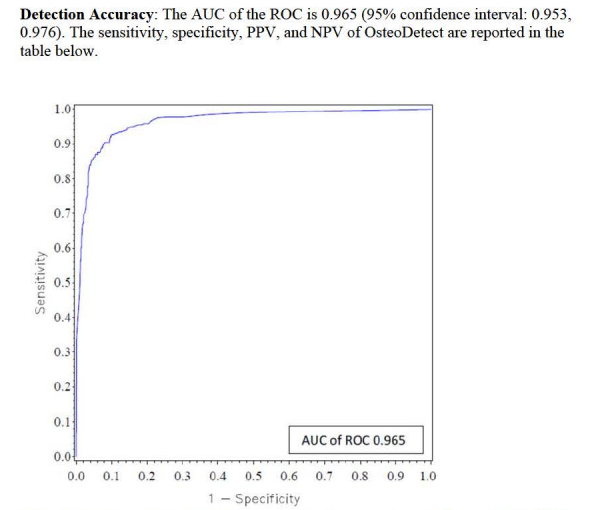 Detection Accuracy: The AUC of the ROC is 0.965 (95% confidence interval: 0.953,
0.976). The sensitivity, specificity, PPV, and NPV of OsteoDetect are reported in the
table below.
1.0
0.9
0.8
0.7
0.6
0.5
0.4
0.3
0.2
0.1
0.0
Sensitivity
AUC of ROC 0.965
0.0 0.1 0.2 0.3 0.4 0.5 0.6 0.7 0.8 0.9 1.0
1 – Specificity